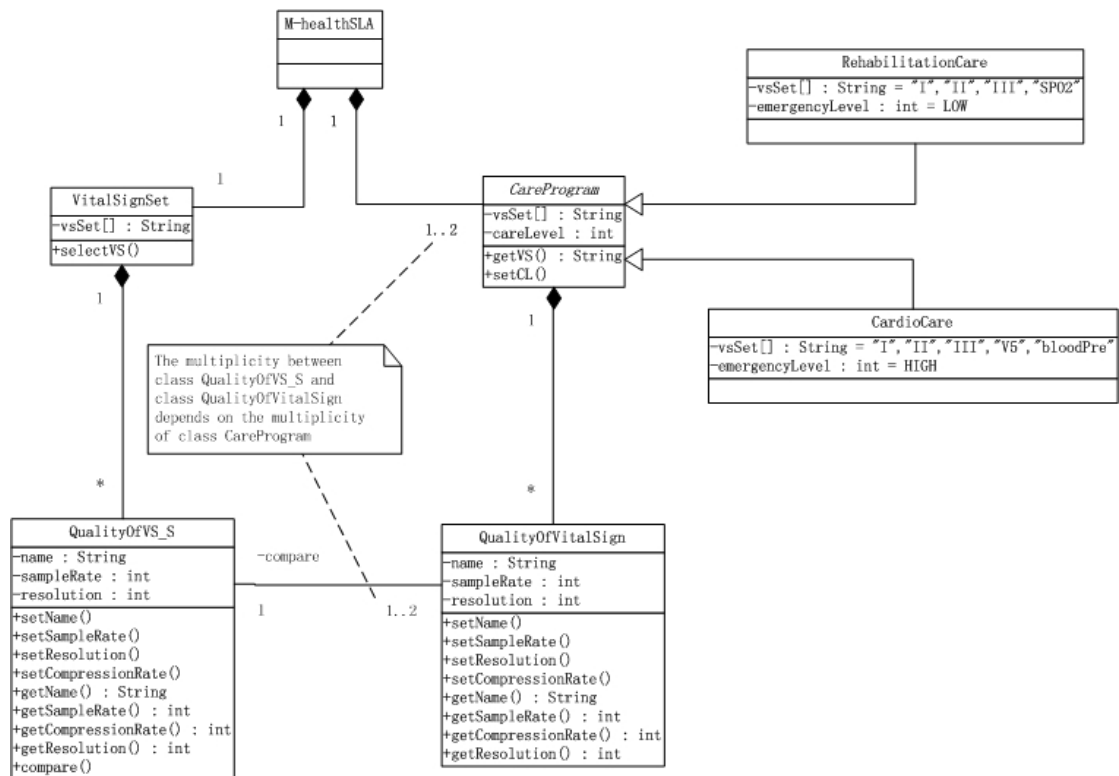 M-healthSLA
1
1
1
RehabilitationCare
-vsSet[] : String = "I","II","III","SPO2"
-emergencyLevel : int = LOW
VitalSignSet
-vsSet[] : String
+selectVS()
1
CareProgram
-vsSet[] : String
-careLevel : int
+getVS() : String
+setCL()
1..2
1
CardioCare
-vsSet[] : String = "I","II","III","V5","bloodPre"
-emergencyLevel : int = HIGH
The multiplicity between
class QualityOfVS_S and
class QualityOfVitalSign
depends on the multiplicity
of class CareProgram
*
*
QualityOfVS_S
-name : String
-sampleRate : int
-resolution : int
+setName()
+setSampleRate()
+setResolution()
+setCompressionRate()
+getName() : String
+getSampleRate() : int
+getCompressionRate() : int
+getResolution() : int
+compare()
-compare
1
1..2
QualityOfVitalSign
-name : String
-sampleRate : int
-resolution : int
+setName()
+setSampleRate()
+setResolution()
+setCompressionRate()
+getName() : String
+getSampleRate() : int
+getCompressionRate() : int
+getResolution() : int